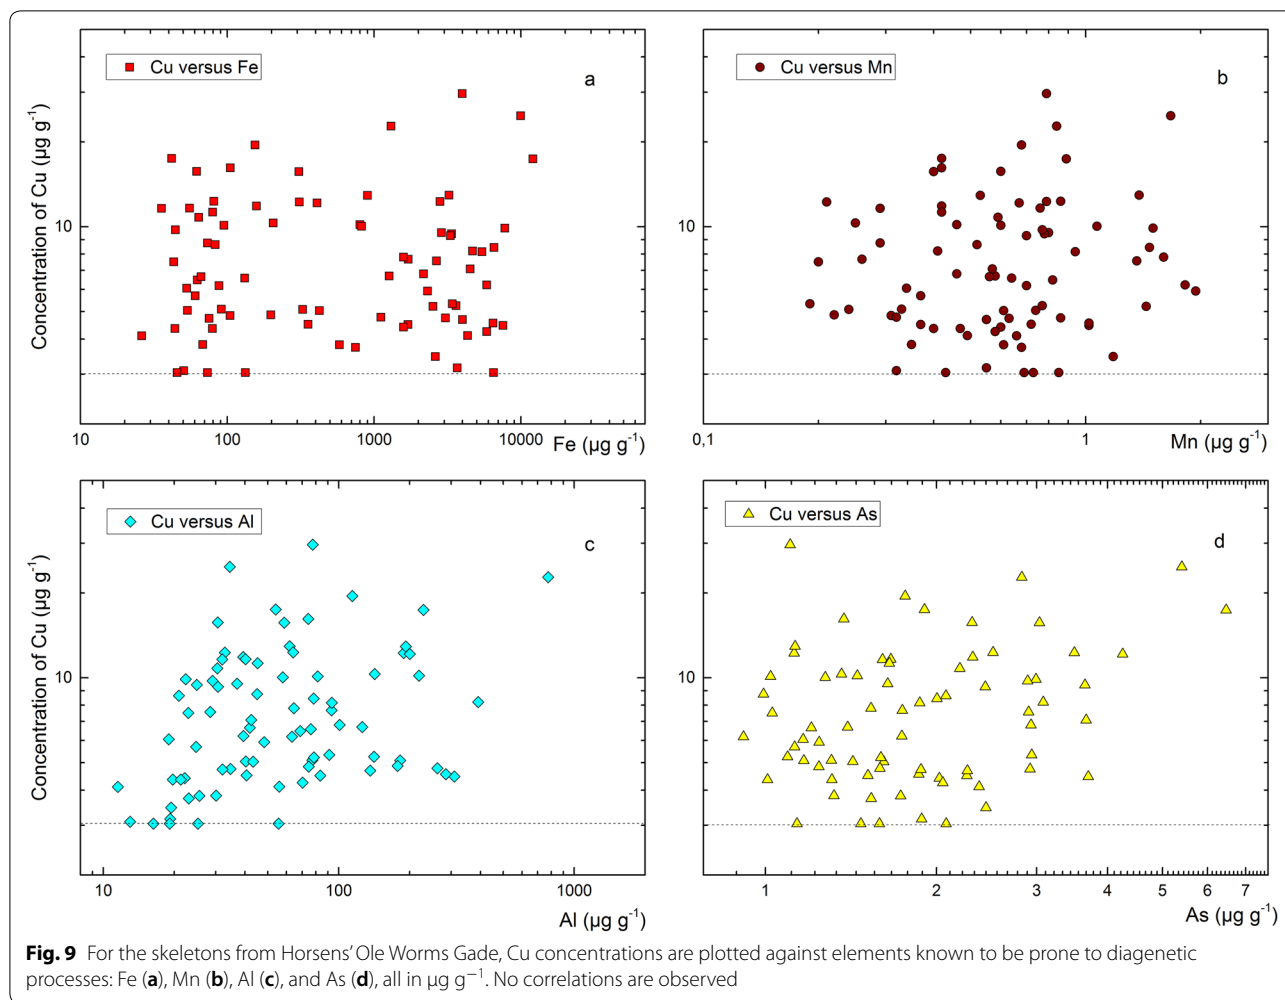 Cu versus Fe
a
Concentration of Cu (µg g⁻¹)
10
10
100
1000
10000
Fe (µg g⁻¹)
Cu versus Mn
b
10
0,1
1
Mn (µg g⁻¹)
Cu versus Al
c
Concentration of Cu (µg g⁻¹)
10
10
100
1000
Al (µg g⁻¹)
Cu versus As
d
10
1
2
3
4
5
6
7
As (µg g⁻¹)
Fig. 9 For the skeletons from Horsens' Ole Worms Gade, Cu concentrations are plotted against elements known to be prone to diagenetic
processes: Fe (a), Mn (b), Al (c), and As (d), all in µg g⁻¹. No correlations are observed